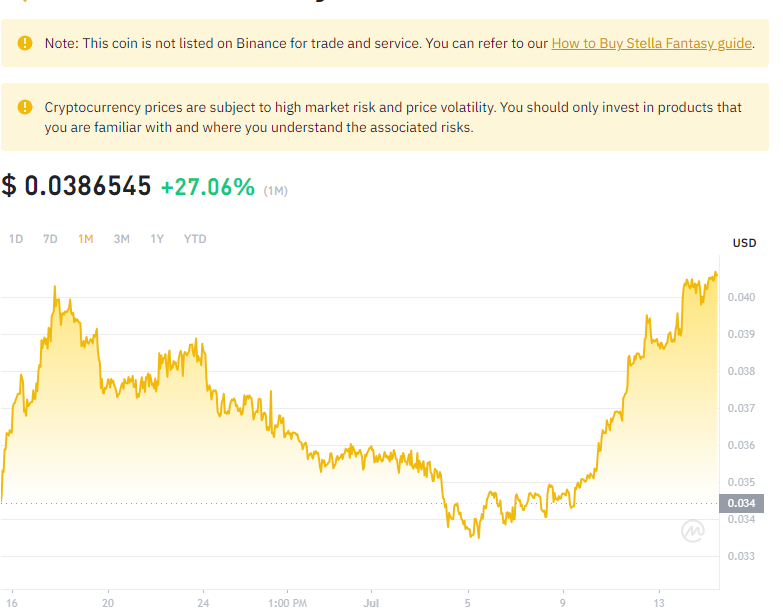 Note: This coin is not listed on Binance for trade and service. You can refer to our How to Buy Stella Fantasy guide.
Cryptocurrency prices are subject to high market risk and price volatility. You should only invest in products that
you are familiar with and where you understand the associated risks.
$ 0.0386545 +27.06% (1M)
1D 7D 1M 3M 1Y YTD
USD
0.040
0.039
0.038
0.037
0.036
0.035
0.034
0.034
0.033
16 20 24 1:00 PM Jul 5 9 13